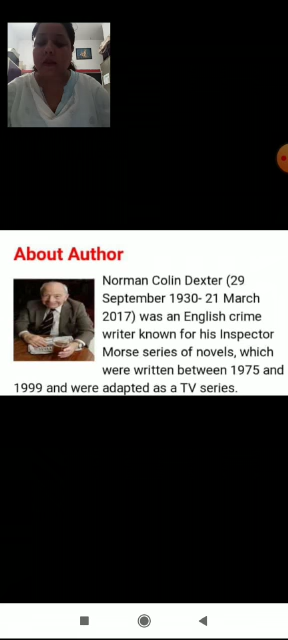 About Author
Norman Colin Dexter (29
September 1930- 21 March
2017) was an English crime
writer known for his Inspector
Morse series of novels, which
were written between 1975 and
1999 and were adapted as a TV series.